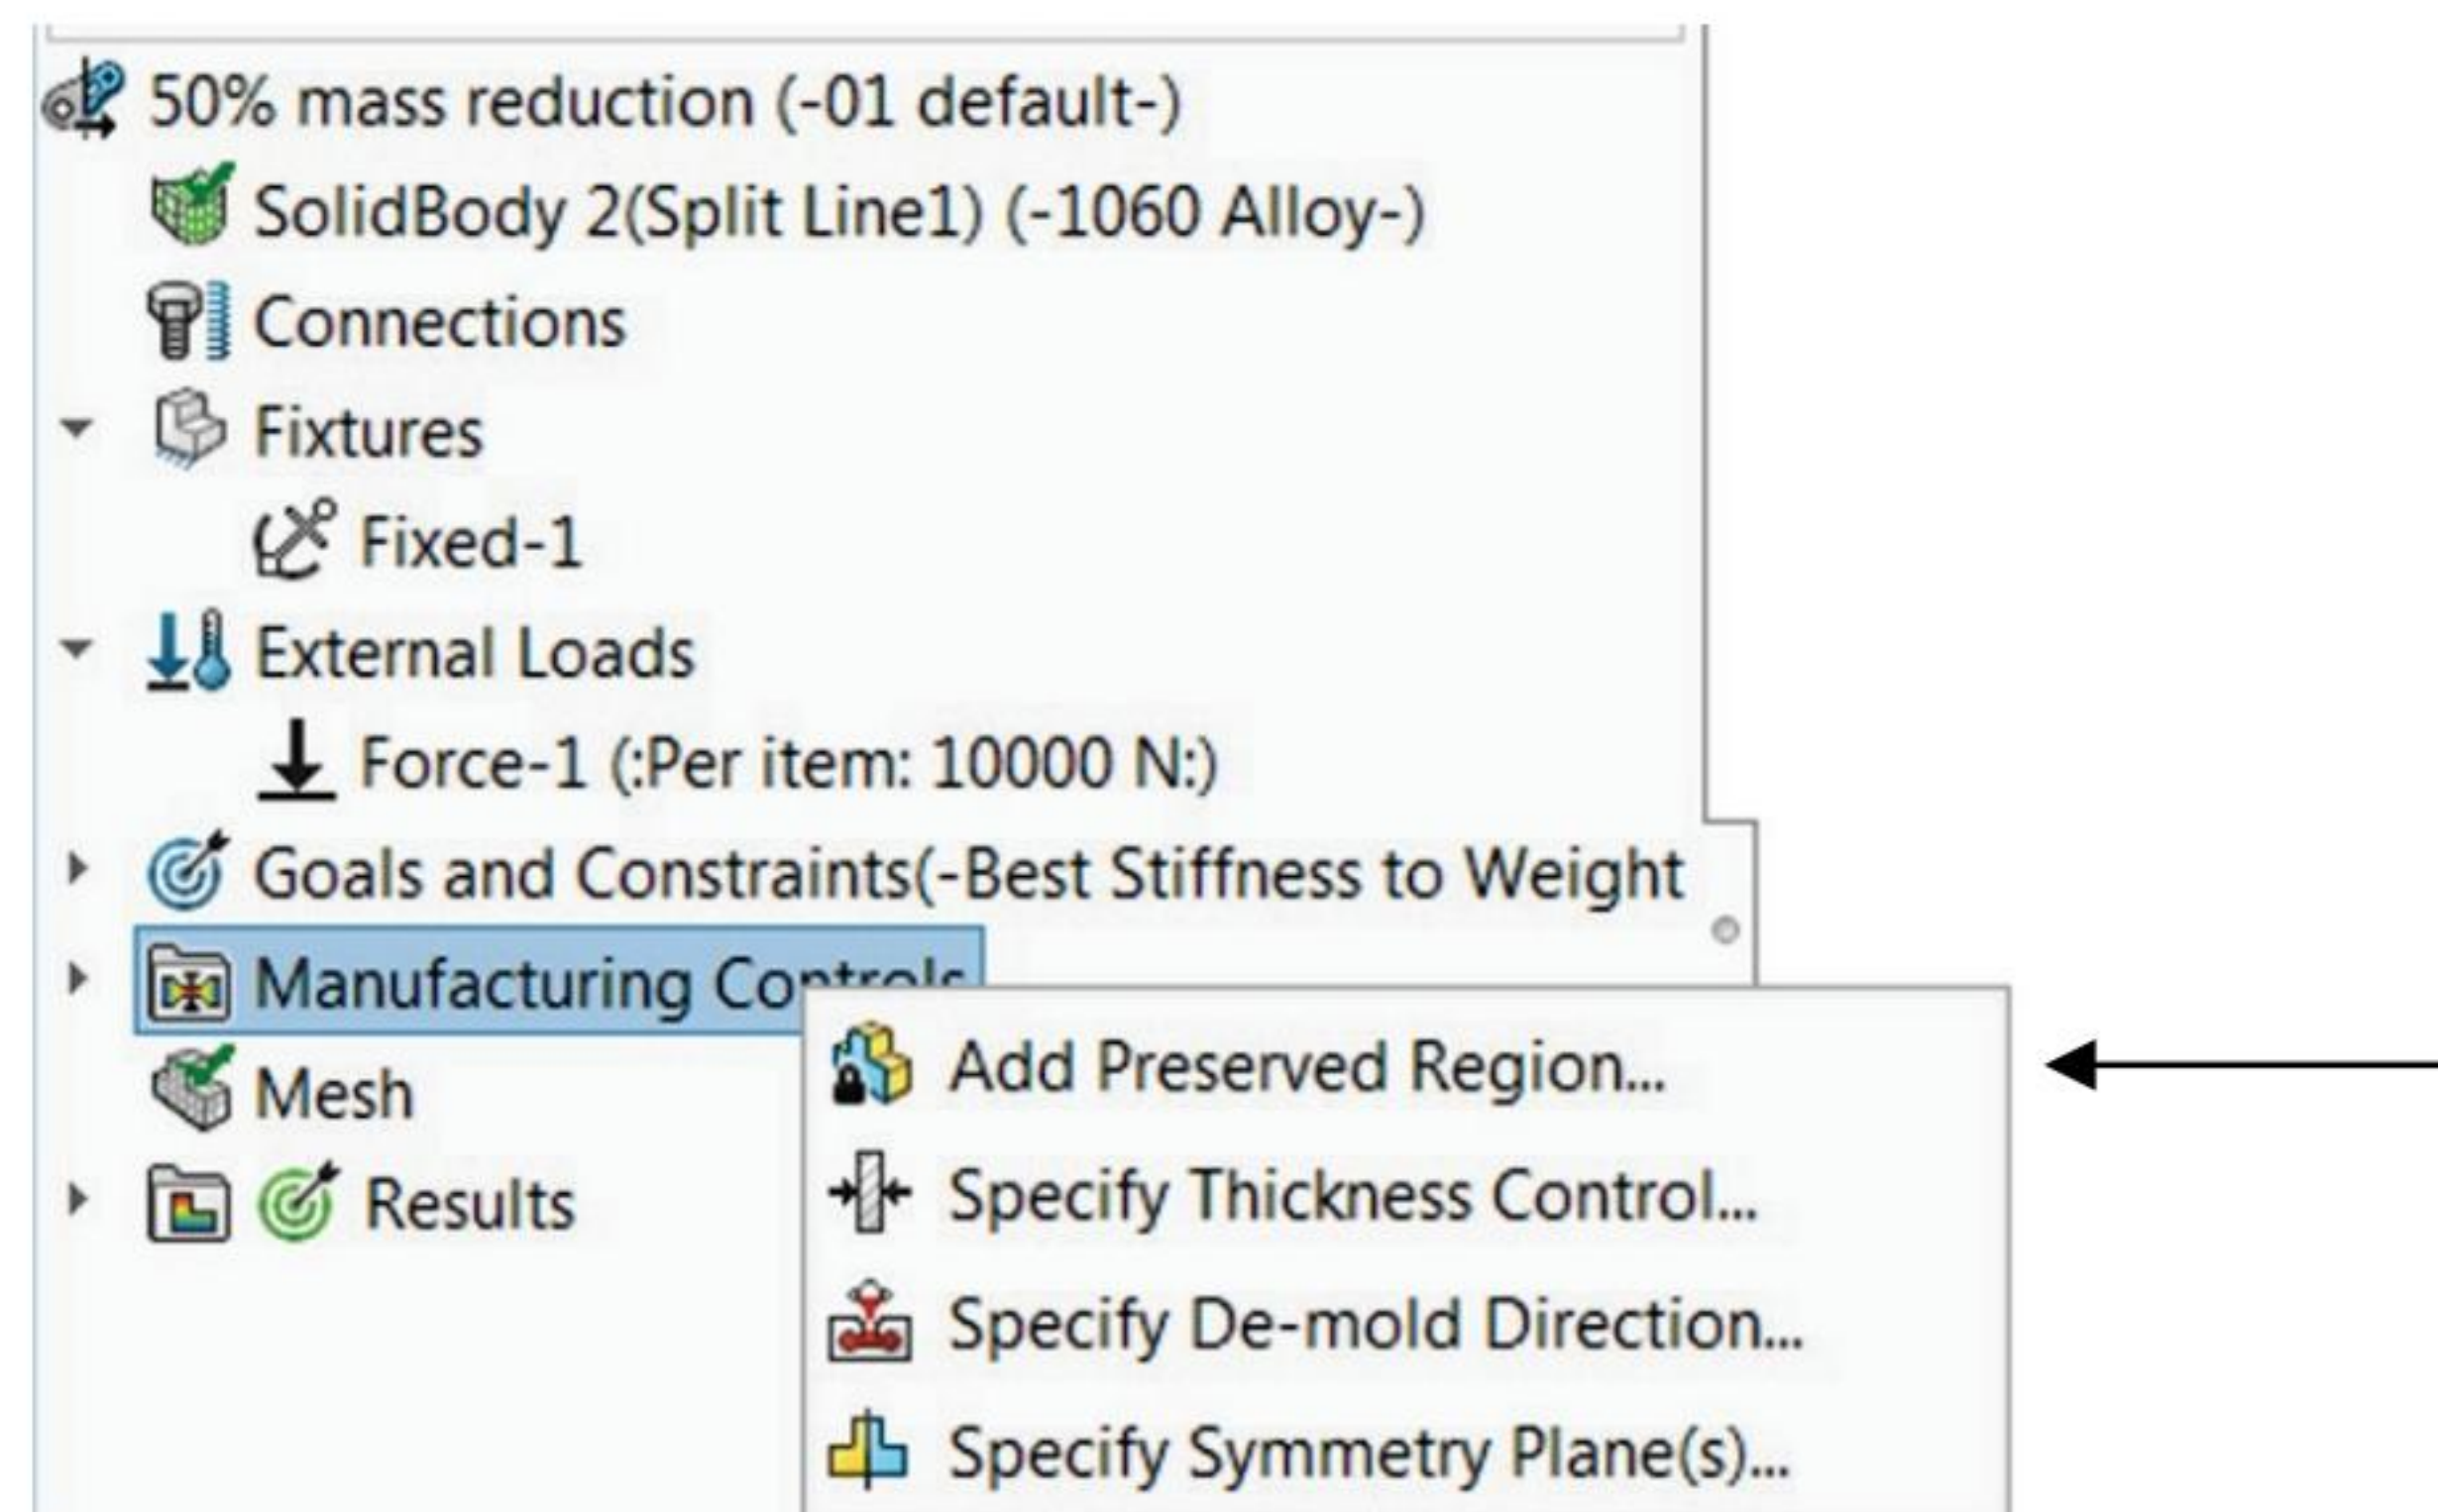 50% mass reduction (-01 default-)
SolidBody 2(Split Line1) (-1060 Alloy-)
Connections
Fixtures
Fixed-1
External Loads
Force-1 (:Per item: 10000 N:)
Goals and Constraints(-Best Stiffness to Weight
Manufacturing Controls
Add Preserved Region...
Mesh
Specify Thickness Control...
Results
Specify De-mold Direction...
Specify Symmetry Plane(s)...